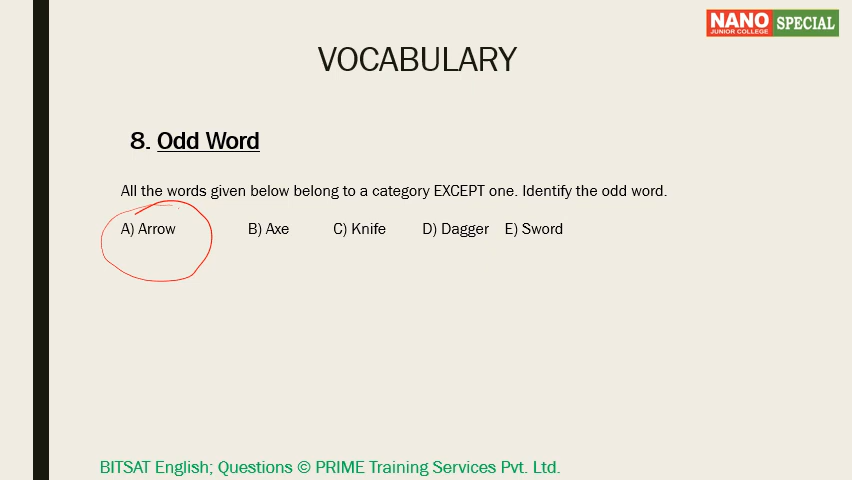 NANO SPECIAL
JUNIOR COLLEGE
VOCABULARY
8. Odd Word
All the words given below belong to a category EXCEPT one. Identify the odd word.
A) Arrow B) Axe C) Knife D) Dagger E) Sword
BITSAT English; Questions © PRIME Training Services Pvt. Ltd.